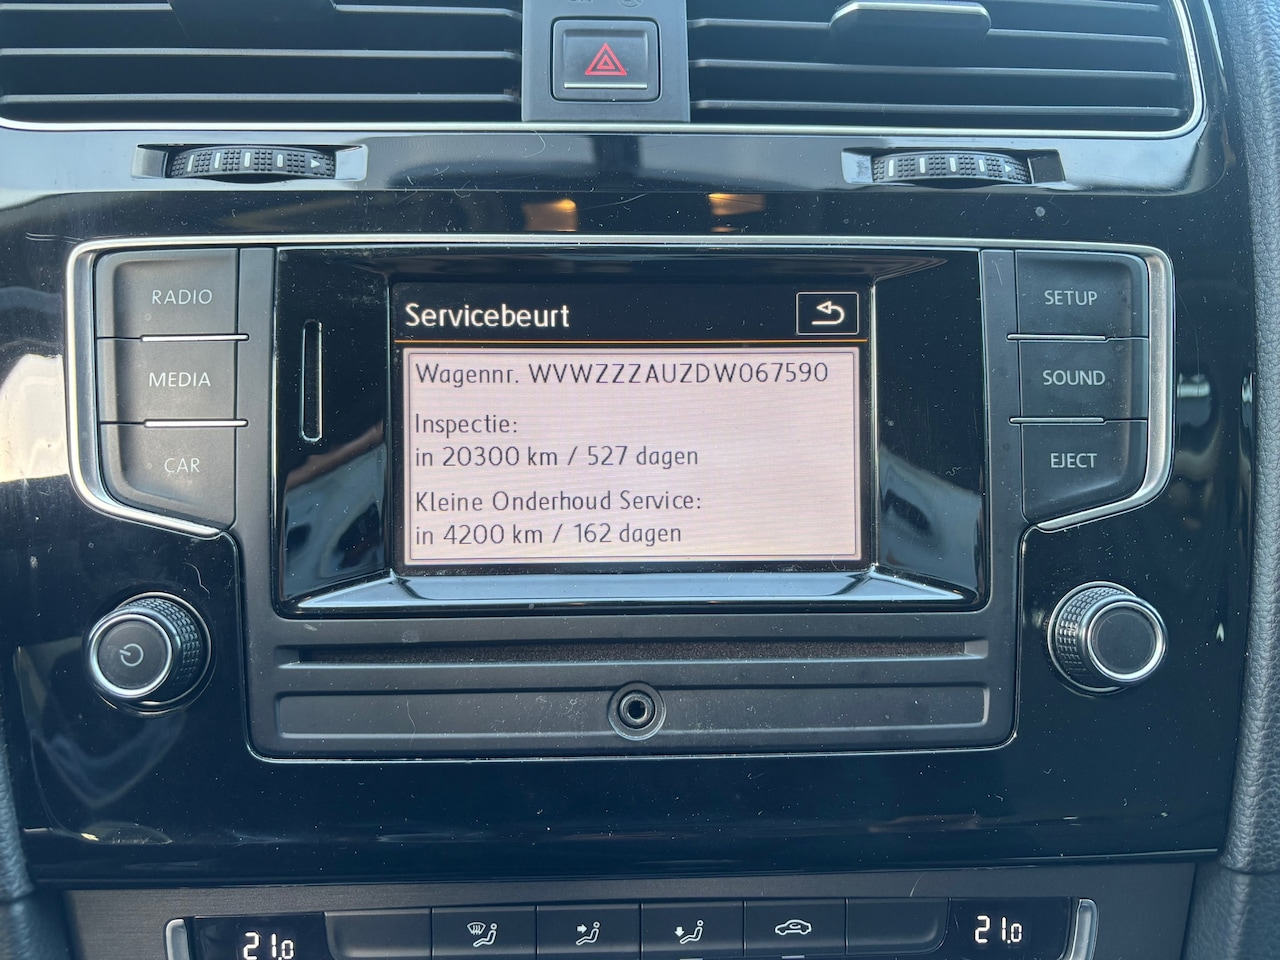 RADIO
MEDIA
CAR
Servicebeurt
Wagennr. WVWZZZAUZDW067590
Inspectie:
in 20300 km / 527 dagen
Kleine Onderhoud Service:
in 4200 km / 162 dagen
SETUP
SOUND
EJECT
21.0
21.0